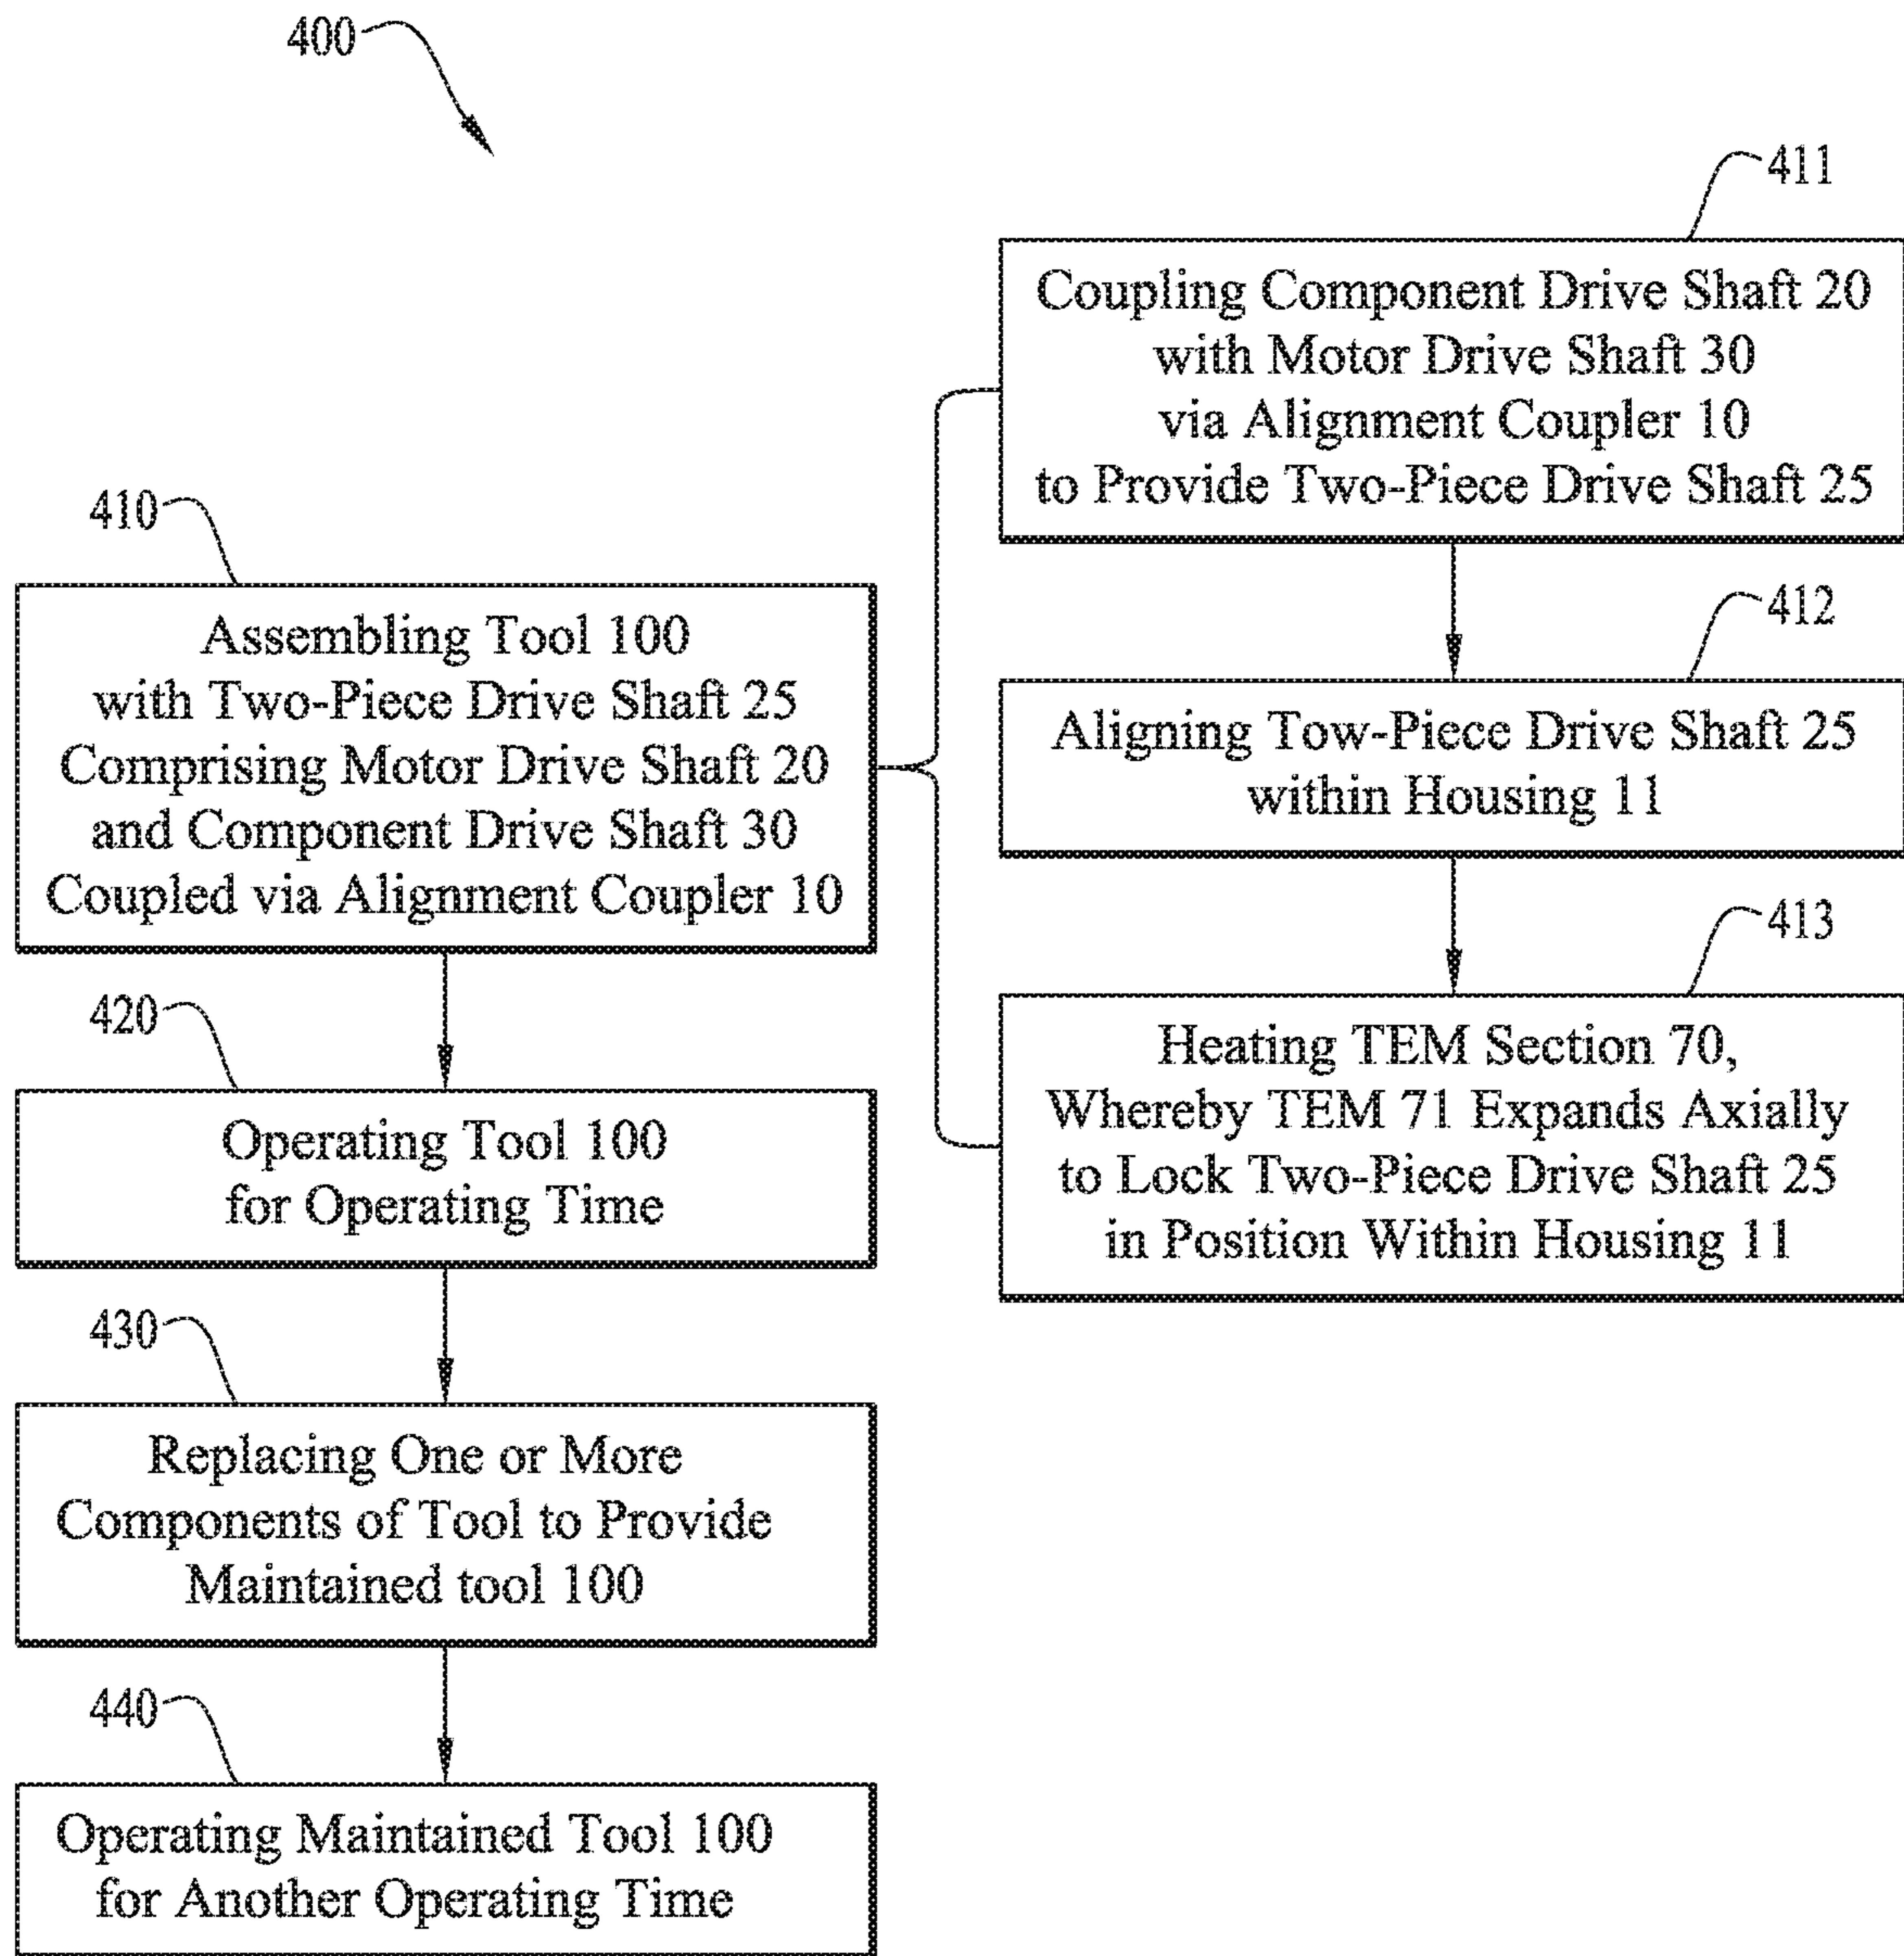 400
410
Assembling Tool 100
with Two-Piece Drive Shaft 25
Comprising Motor Drive Shaft 20
and Component Drive Shaft 30
Coupled via Alignment Coupler 10
420
Operating Tool 100
for Operating Time
430
Replacing One or More
Components of Tool to Provide
Maintained tool 100
440
Operating Maintained Tool 100
for Another Operating Time
411
Coupling Component Drive Shaft 20
with Motor Drive Shaft 30
via Alignment Coupler 10
to Provide Two-Piece Drive Shaft 25
412
Aligning Tow-Piece Drive Shaft 25
within Housing 11
413
Heating TEM Section 70,
Whereby TEM 71 Expands Axially
to Lock Two-Piece Drive Shaft 25
in Position Within Housing 11